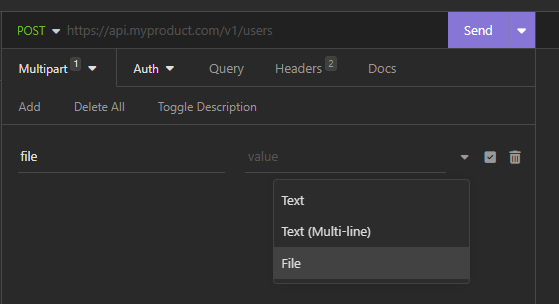 POST https://api.myproduct.com/v1/users Send
Multipart 1 Auth Query Headers 2 Docs
Add Delete All Toggle Description
file value
Text
Text (Multi-line)
File